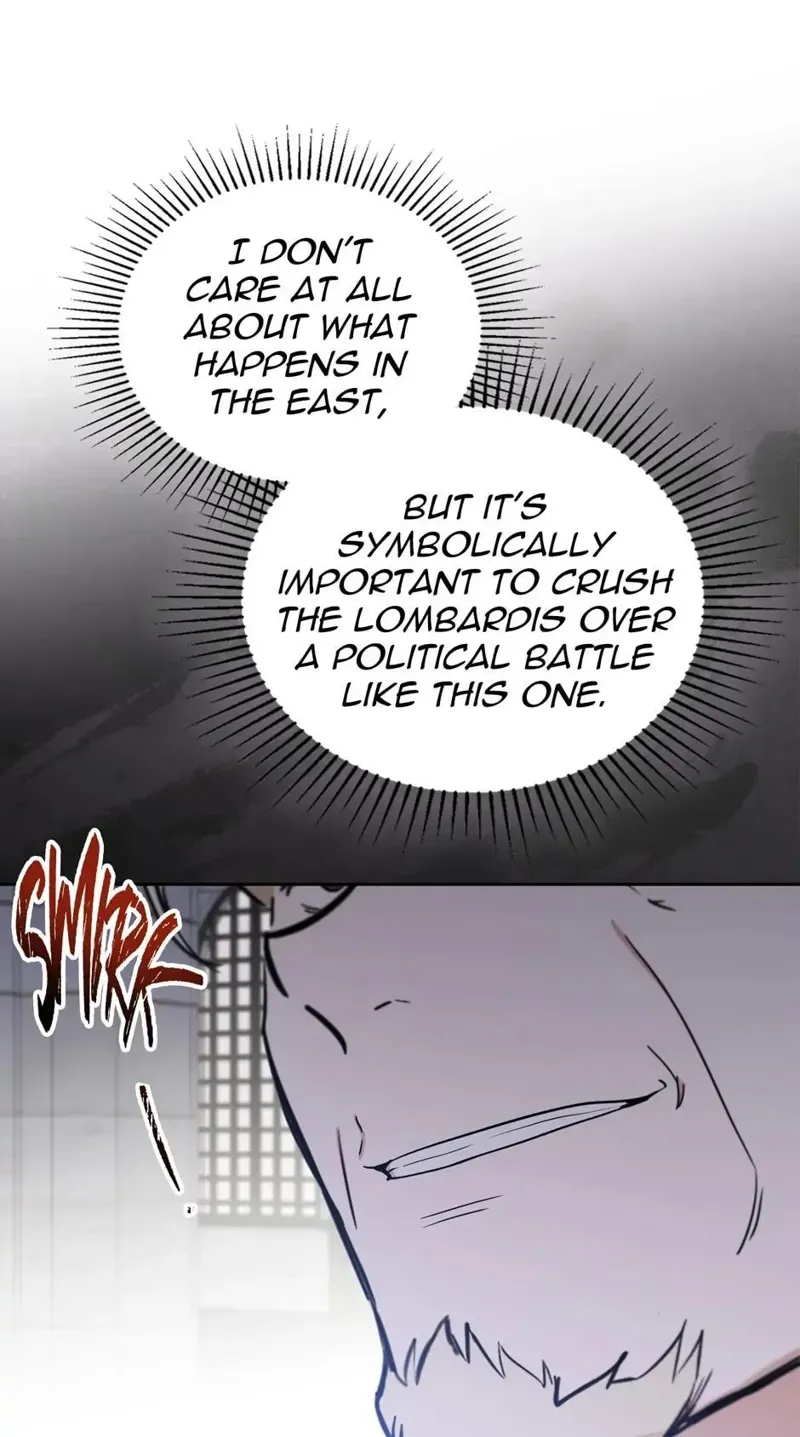 I DON'T
CARE AT ALL
ABOUT WHAT
HAPPENS IN
THE EAST,
BUT IT'S
SYMBOLICALLY
IMPORTANT TO CRUSH
THE LOMBARDIS OVER
A POLITICAL BATTLE
LIKE THIS ONE.
SMIRK